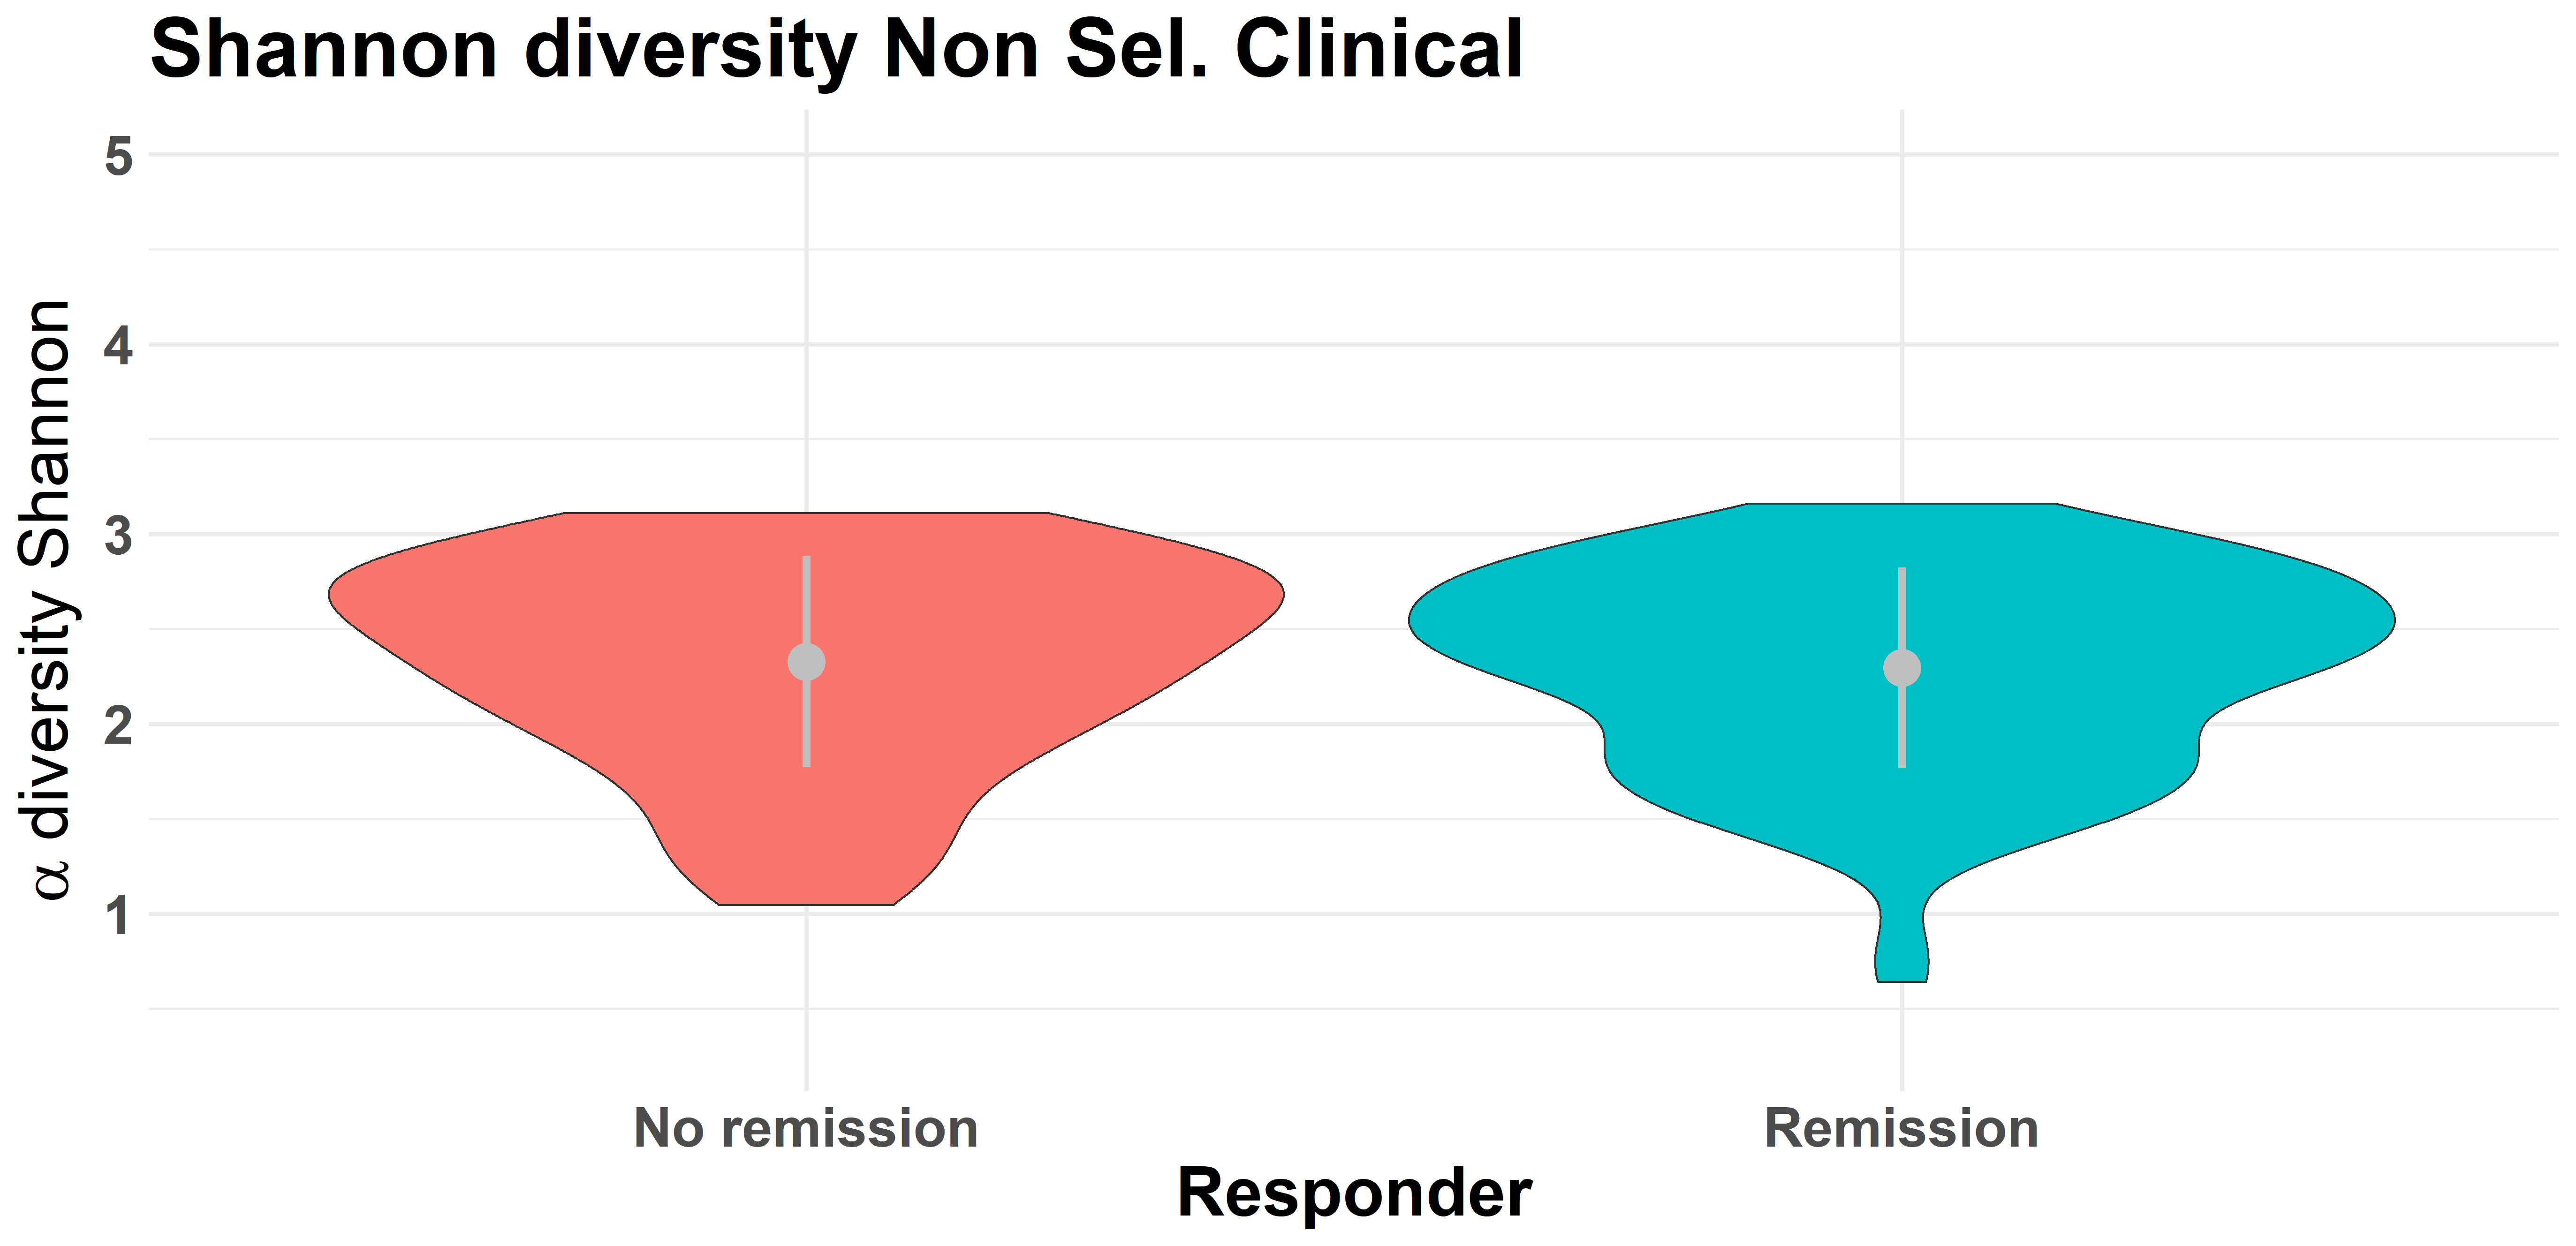 Shannon diversity Non Sel. Clinical
α diversity Shannon
5
4
3
2
1
No remission
Remission
Responder